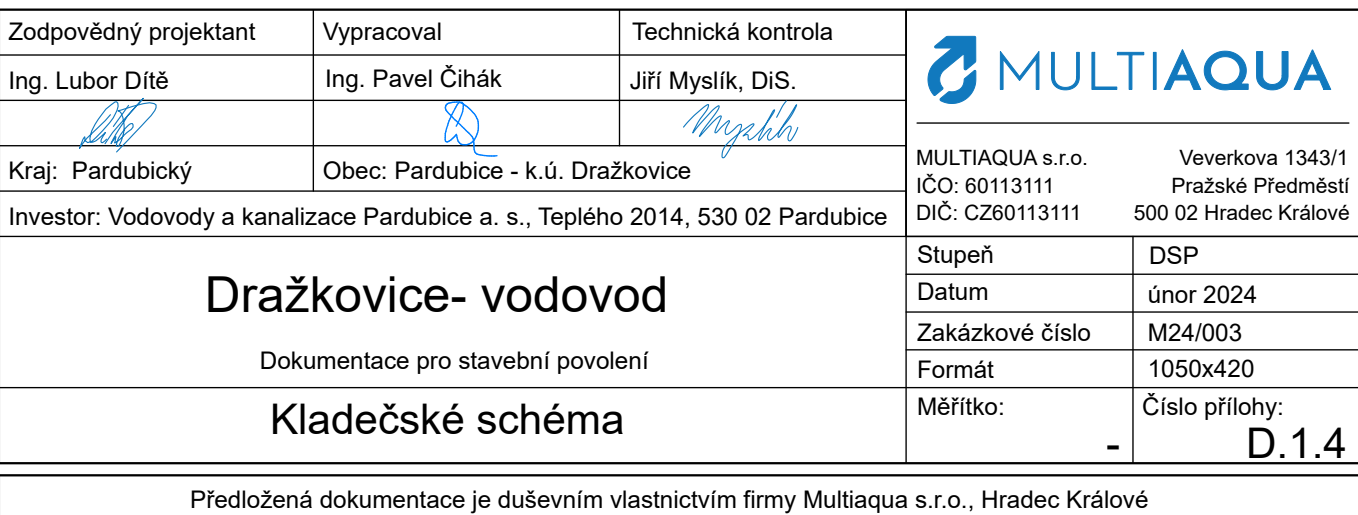 Zodpovědný projektant
Vypracoval
Technická kontrola
Ing. Lubor Dítě
Ing. Pavel Čihák
Jiří Myslík, DiS.
Kraj: Pardubický
Obec: Pardubice - k.ú. Dražkovice
Investor: Vodovody a kanalizace Pardubice a. s., Teplého 2014, 530 02 Pardubice
MULTIAQUA
MULTIAQUA s.r.o.
IČO: 60113111
DIČ: CZ60113111
Veverkova 1343/1
Pražské Předměstí
500 02 Hradec Králové
Dražkovice- vodovod
Dokumentace pro stavební povolení
Kladečské schéma
Stupeň
DSP
Datum
únor 2024
Zakázkové číslo
M24/003
Formát
1050x420
Měřítko:
-
Číslo přílohy:
D.1.4
Předložená dokumentace je duševním vlastnictvím firmy Multiaqua s.r.o., Hradec Králové